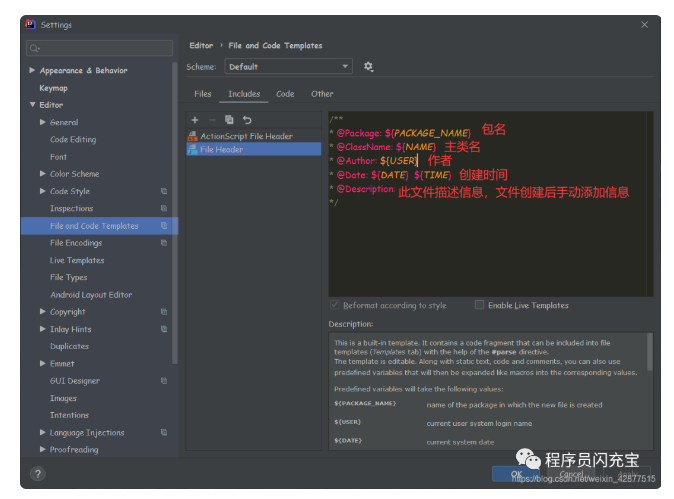 Settings
Editor › File and Code Templates
Scheme: Default
Appearance & Behavior
Keymap
Editor
General
Code Editing
Font
Color Scheme
Code Style
Inspections
File and Code Templates
File Encodings
Live Templates
File Types
Android Layout Editor
Copyright
Inlay Hints
Duplicates
Emmet
GUI Designer
Images
Intentions
Language Injections
Proofreading
Files Includes Code Other
ActionScript File Header
File Header
/**
* @Package: ${PACKAGE_NAME} 包名
* @ClassName: ${NAME} 主类名
* @Author: ${USER} 作者
* @Date: ${DATE} ${TIME} 创建时间
* @Description: 此文件描述信息，文件创建后手动添加信息
*/
Reformat according to style Enable Live Templates
Description:
This is a built-in template. It contains a code fragment that can be included into file
templates (Templates tab) with the help of the #parse directive.
The template is editable. Along with static text, code and comments, you can also use
predefined variables that will then be expanded like macros into the corresponding values.
Predefined variables will take the following values:
${PACKAGE_NAME} name of the package in which the new file is created
${USER} current user system login name
${DATE} current system date
程序员闪充宝
? OK Cancel Apply
https://blog.csdn.net/weixin_42877515